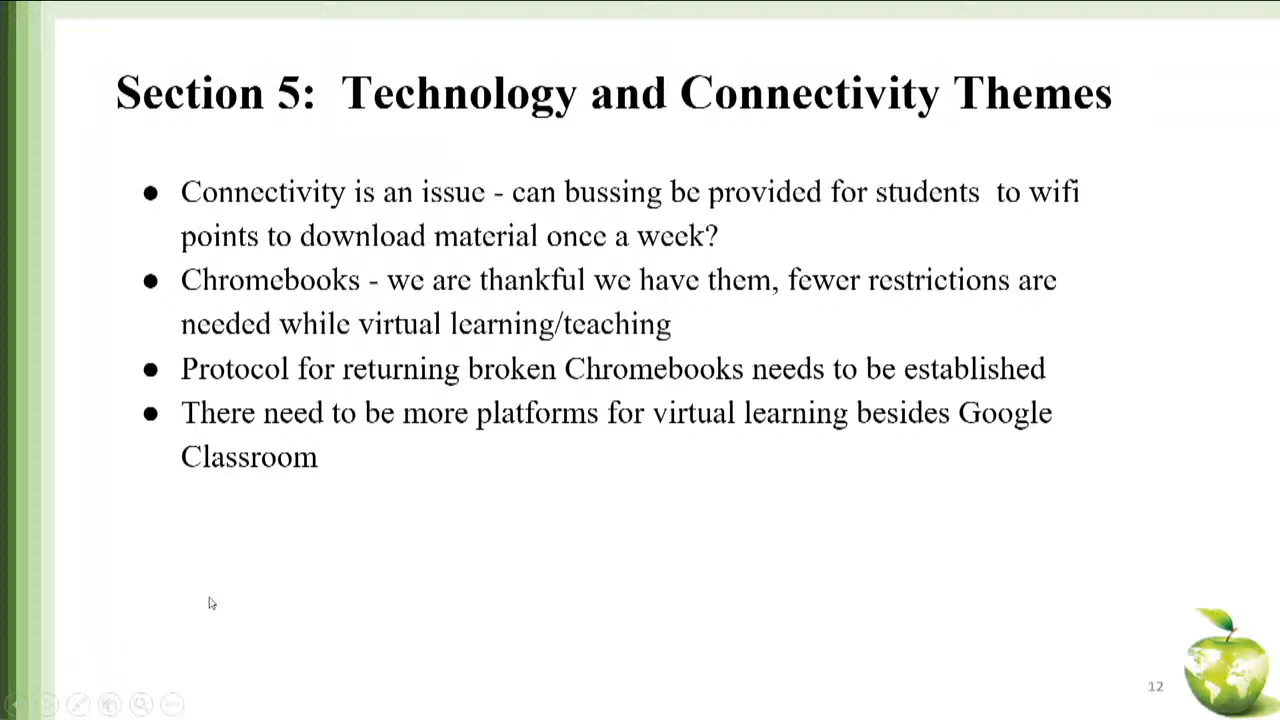 Section 5:  Technology and Connectivity Themes
● Connectivity is an issue - can bussing be provided for students  to wifi
points to download material once a week?
● Chromebooks - we are thankful we have them, fewer restrictions are
needed while virtual learning/teaching
● Protocol for returning broken Chromebooks needs to be established
● There need to be more platforms for virtual learning besides Google
Classroom
12